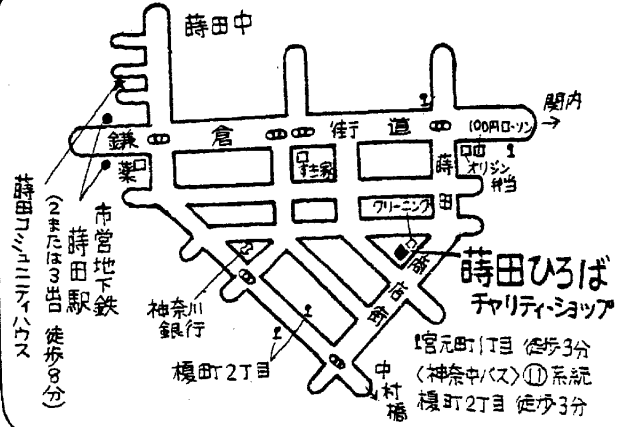 蒔田中
関内
鎌倉街道
100円ローソン
オリジン
弁当
薬
すき家
クリーニング
蒔田
商店街
蒔田ひろば
チャリティーショップ
神奈川
銀行
榎町2丁目
中村橋
宮元町1丁目 徒歩3分
〈神奈中バス〉⑪系統
榎町2丁目 徒歩3分
市営地下鉄
蒔田駅
(2または3出口 徒歩8分)
蒔田コミュニティハウス